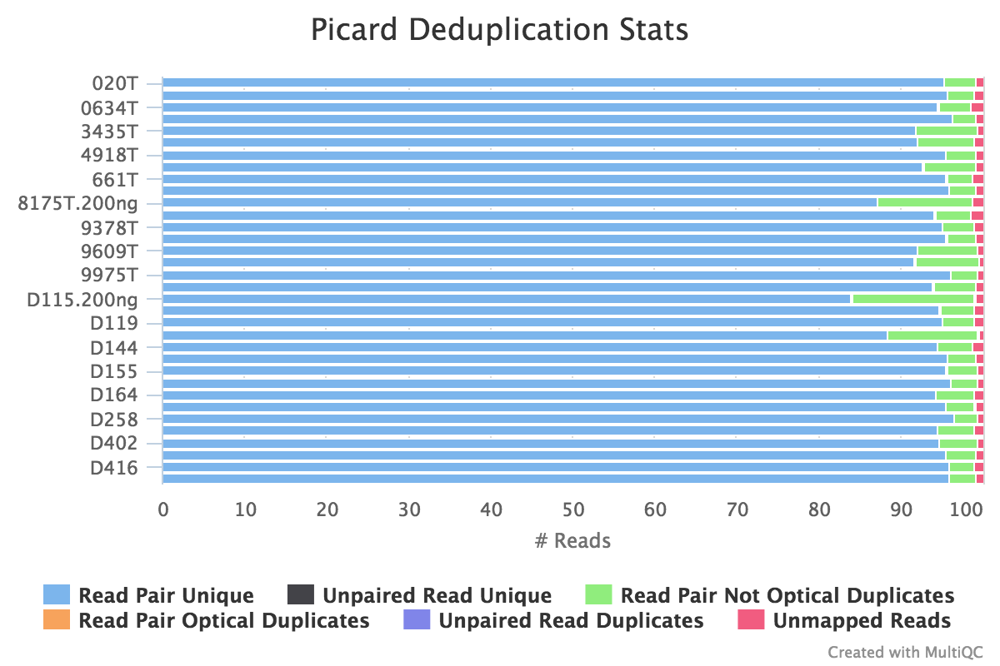 Picard Deduplication Stats
020T
0634T
3435T
4918T
661T
8175T.200ng
9378T
9609T
9975T
D115.200ng
D119
D144
D155
D164
D258
D402
D416
0 10 20 30 40 50 60 70 80 90 100
# Reads
Read Pair Unique Unpaired Read Unique Read Pair Not Optical Duplicates
Read Pair Optical Duplicates Unpaired Read Duplicates Unmapped Reads
Created with MultiQC